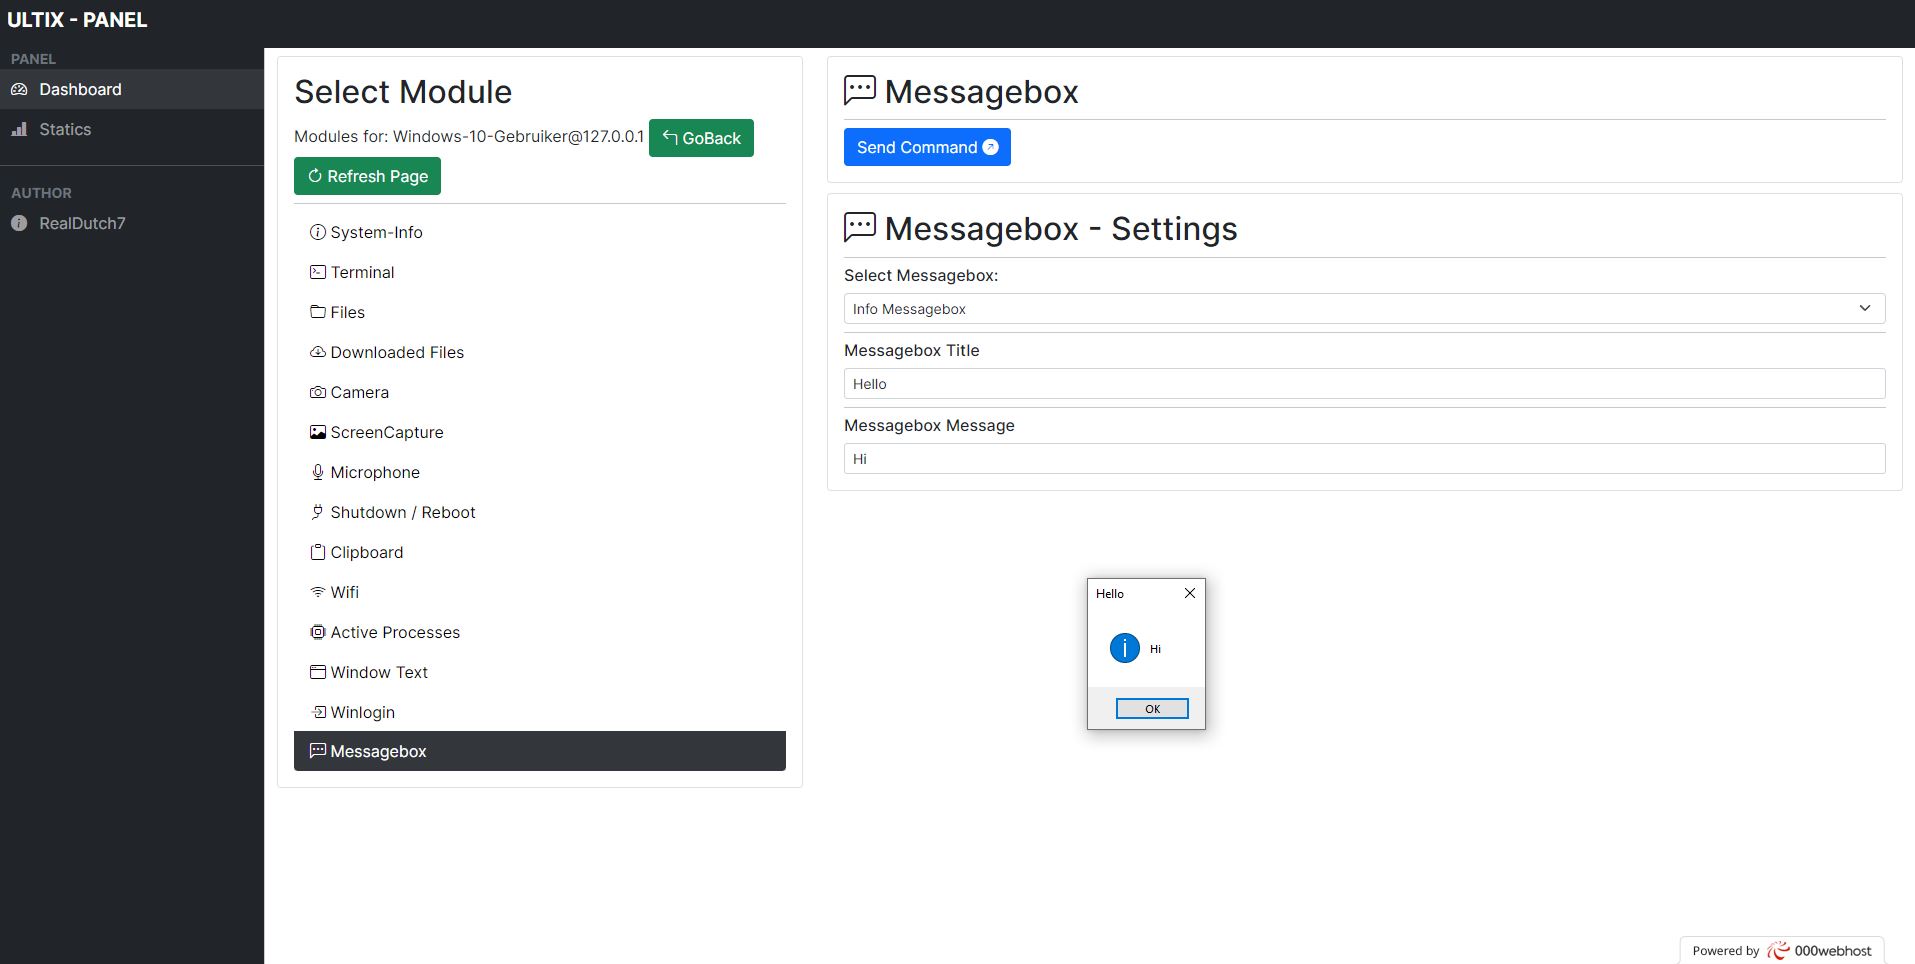 ULTIX - PANEL
PANEL
Dashboard
Statics
AUTHOR
RealDutch7
Select Module
Modules for: Windows-10-Gebruiker@127.0.0.1 GoBack
Refresh Page
System-Info
Terminal
Files
Downloaded Files
Camera
ScreenCapture
Microphone
Shutdown / Reboot
Clipboard
Wifi
Active Processes
Window Text
Winlogin
Messagebox
Messagebox
Send Command
Messagebox - Settings
Select Messagebox:
Info Messagebox
Messagebox Title
Hello
Messagebox Message
Hi
Hello
Hi
OK
Powered by 000webhost